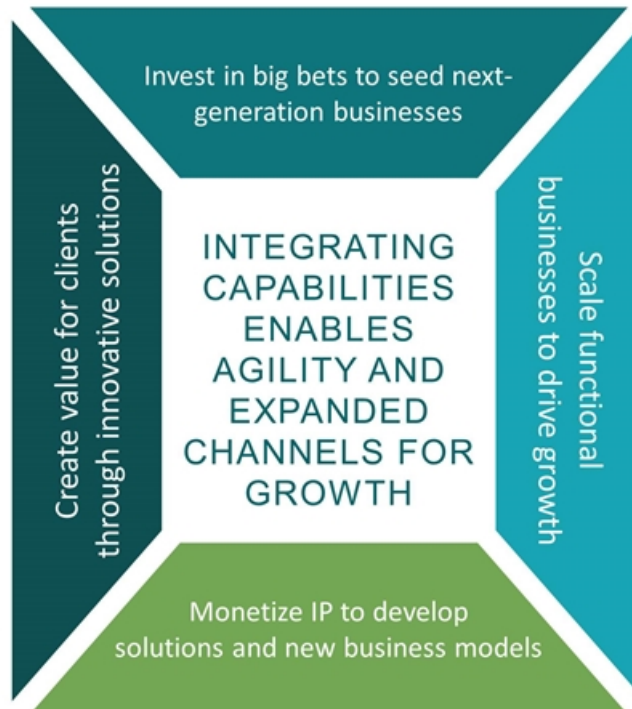 Invest in big bets to seed next-
generation businesses
Create value for clients
through innovative solutions
INTEGRATING
CAPABILITIES
ENABLES
AGILITY AND
EXPANDED
CHANNELS FOR
GROWTH
Scale functional
businesses to drive growth
Monetize IP to develop
solutions and new business models